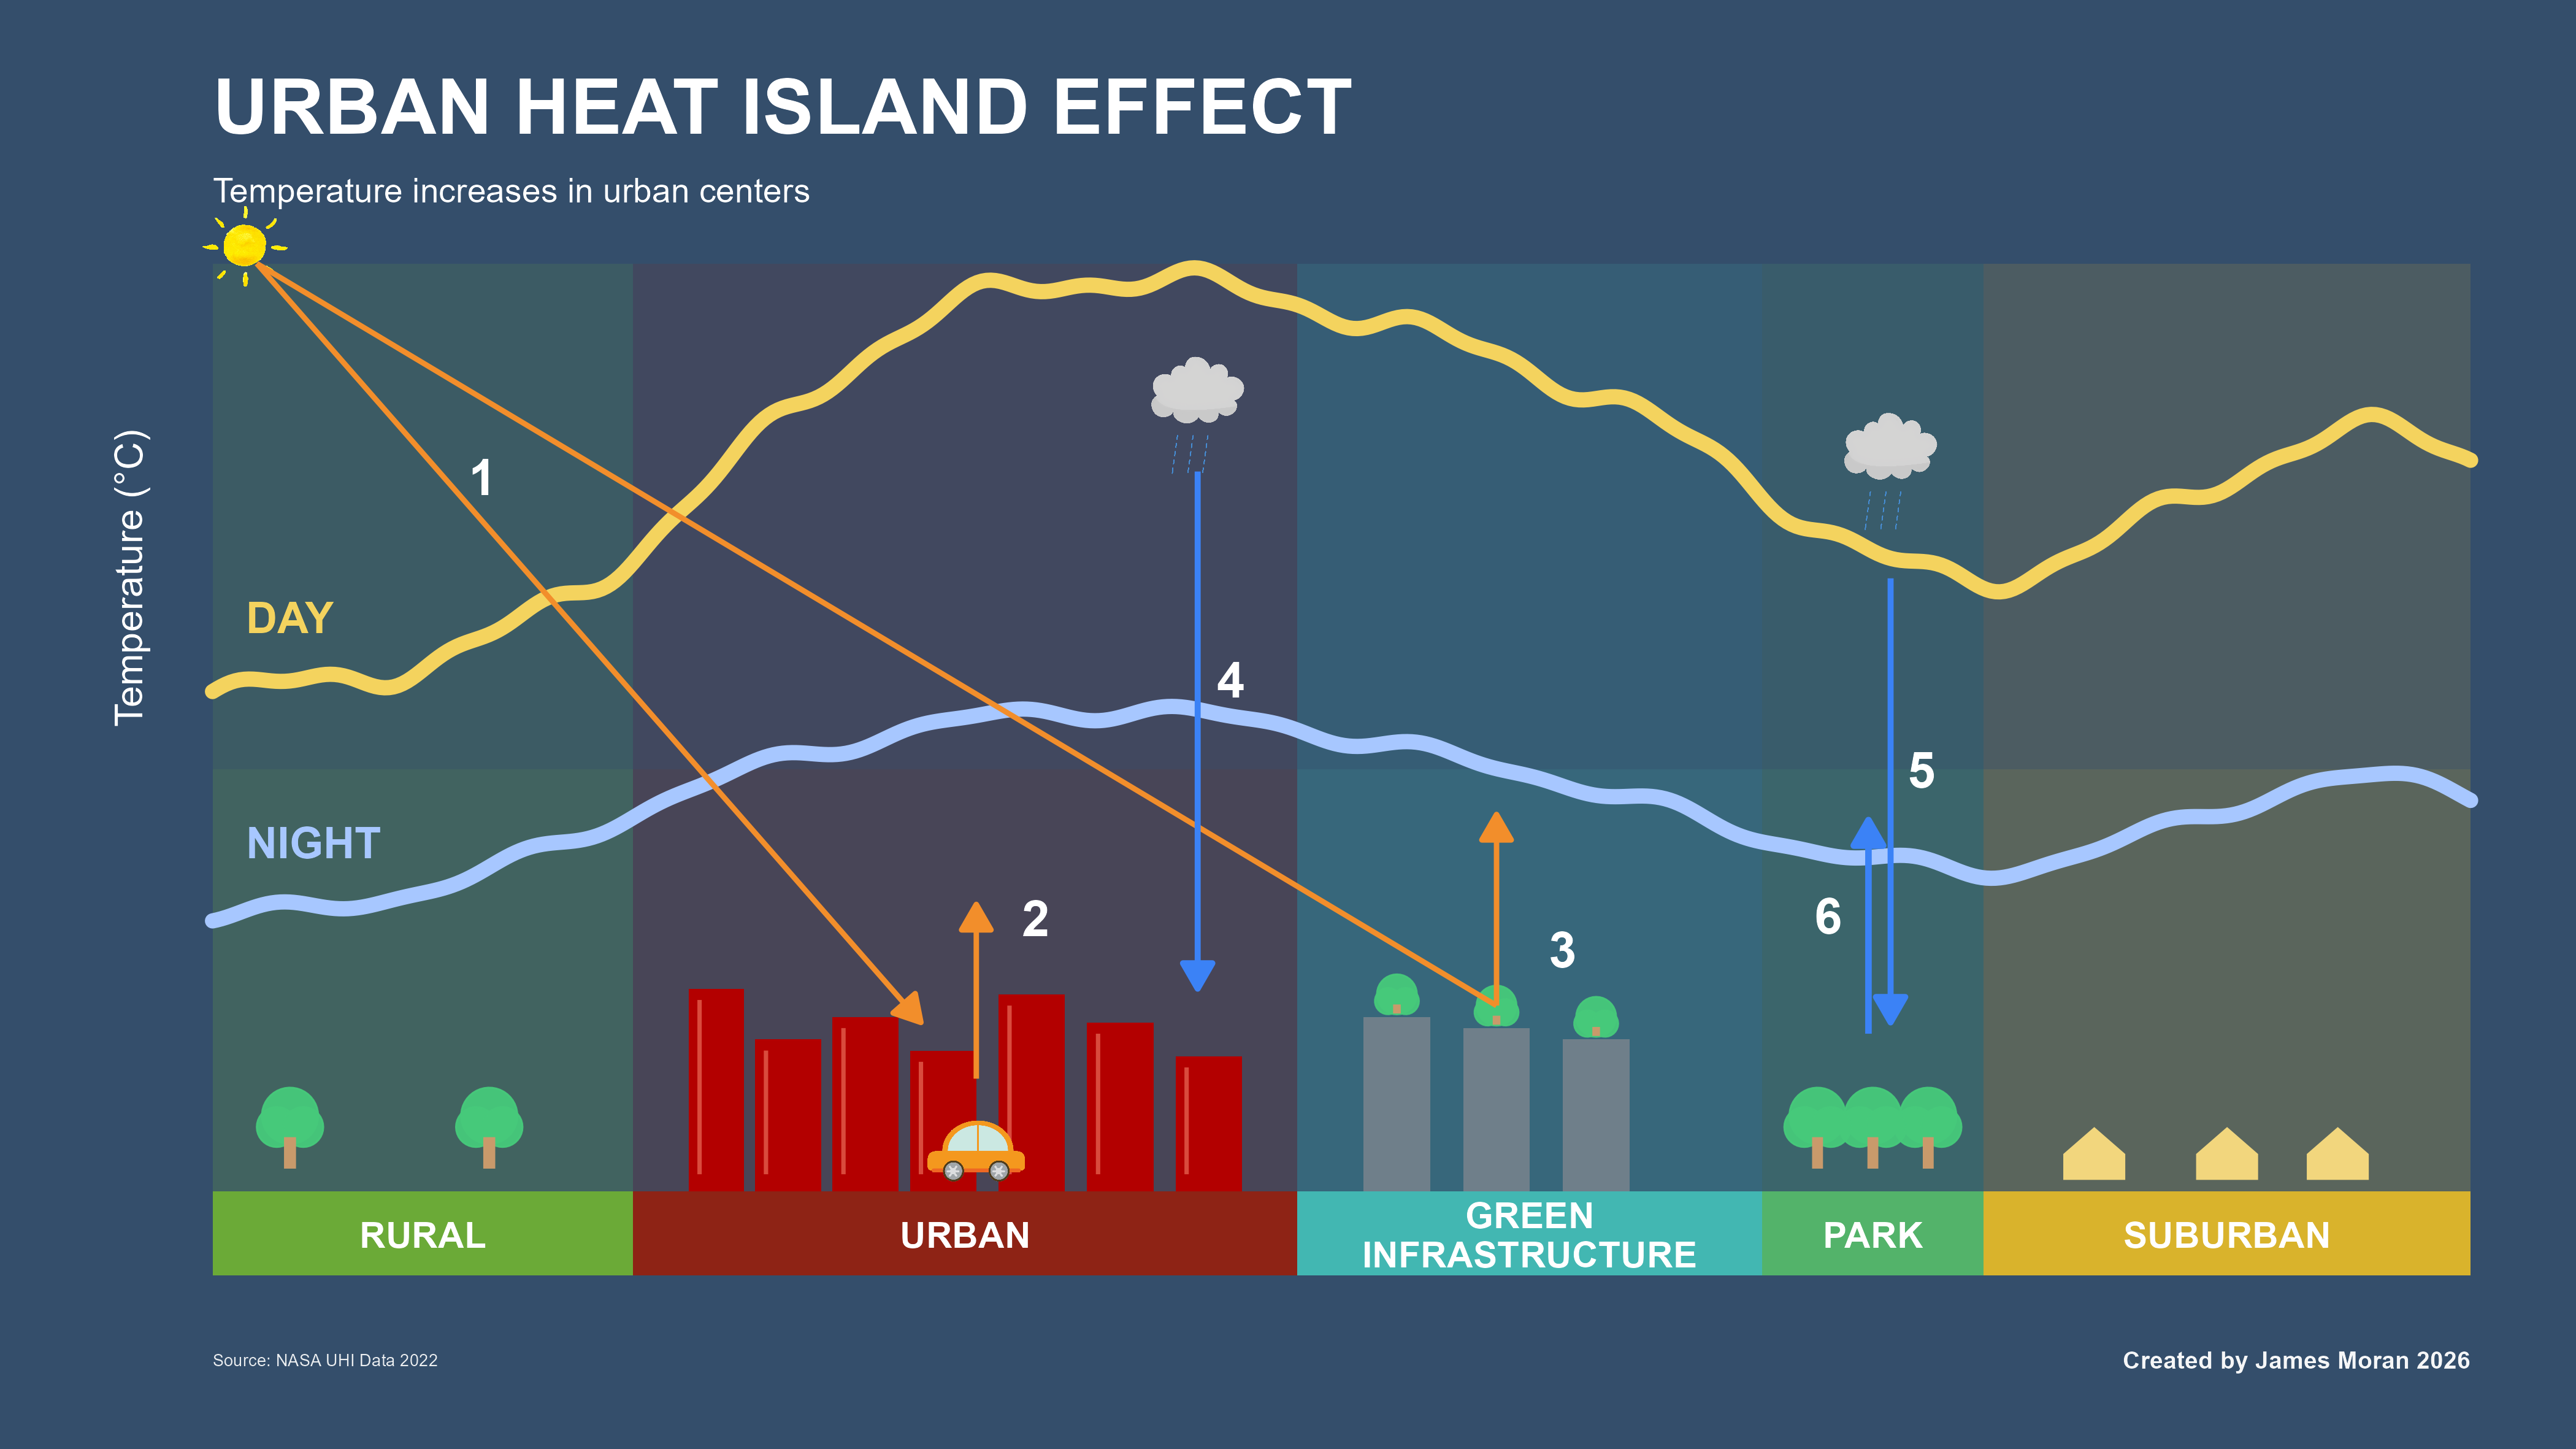 URBAN HEAT ISLAND EFFECT
Temperature increases in urban centers
Temperature (°C)
1
DAY
4
5
NIGHT
2
6
3
RURAL
URBAN
GREEN
INFRASTRUCTURE
PARK
SUBURBAN
Source: NASA UHI Data 2022
Created by James Moran 2026